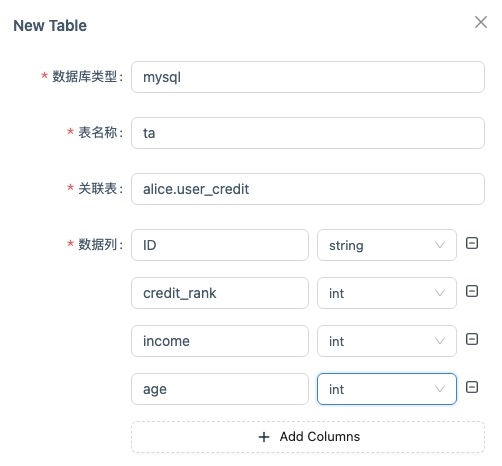 New Table
* 数据库类型: mysql
* 表名称: ta
* 关联表: alice.user_credit
* 数据列: ID string
credit_rank int
income int
age int
+ Add Columns